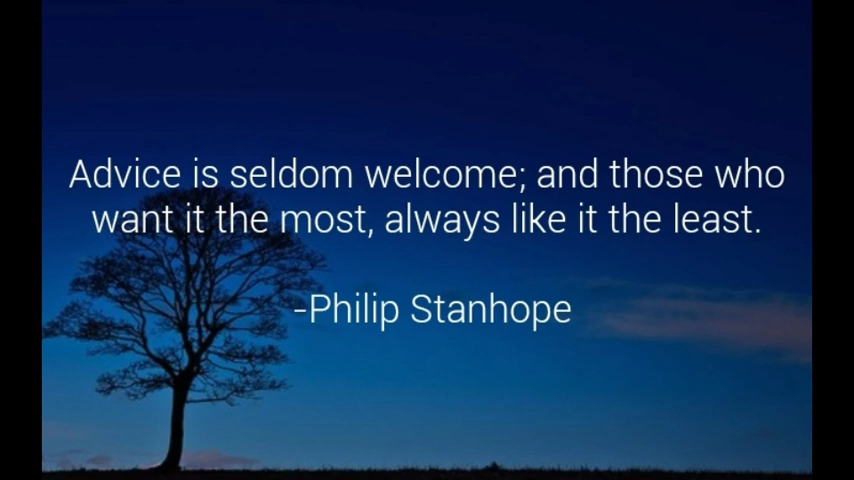 Advice is seldom welcome; and those who
want it the most, always like it the least.
-Philip Stanhope